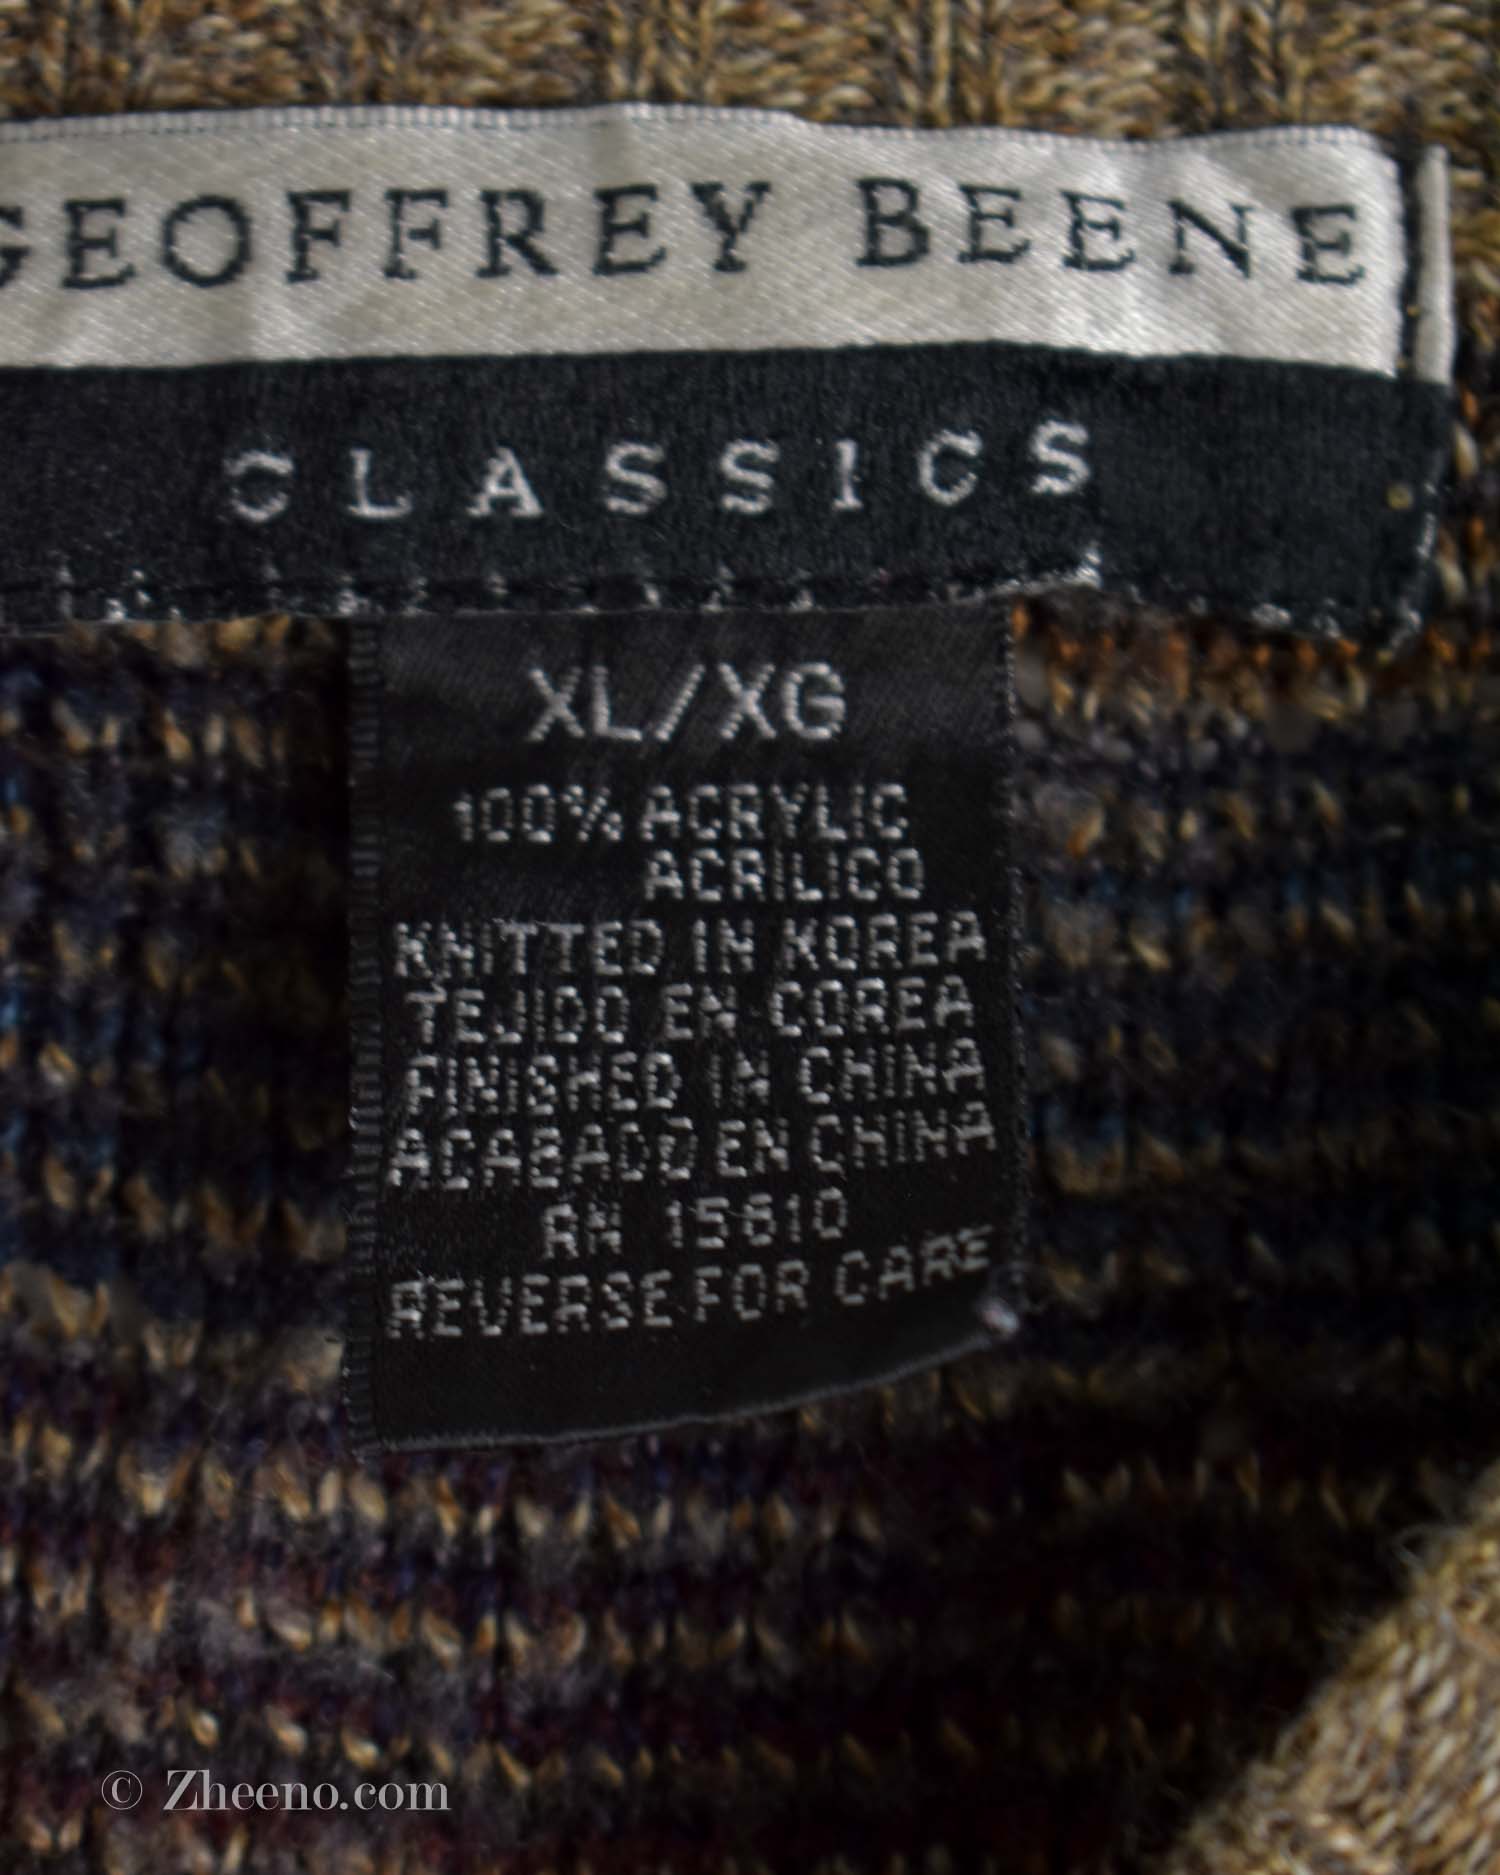 GEOFFREY BEENE
CLASSICS
XL/XG
100% ACRYLIC
ACRILICO
KNITTED IN KOREA
TEJIDO EN COREA
FINISHED IN CHINA
ACABADO EN CHINA
RN 15610
REVERSE FOR CARE
© Zheeno.com